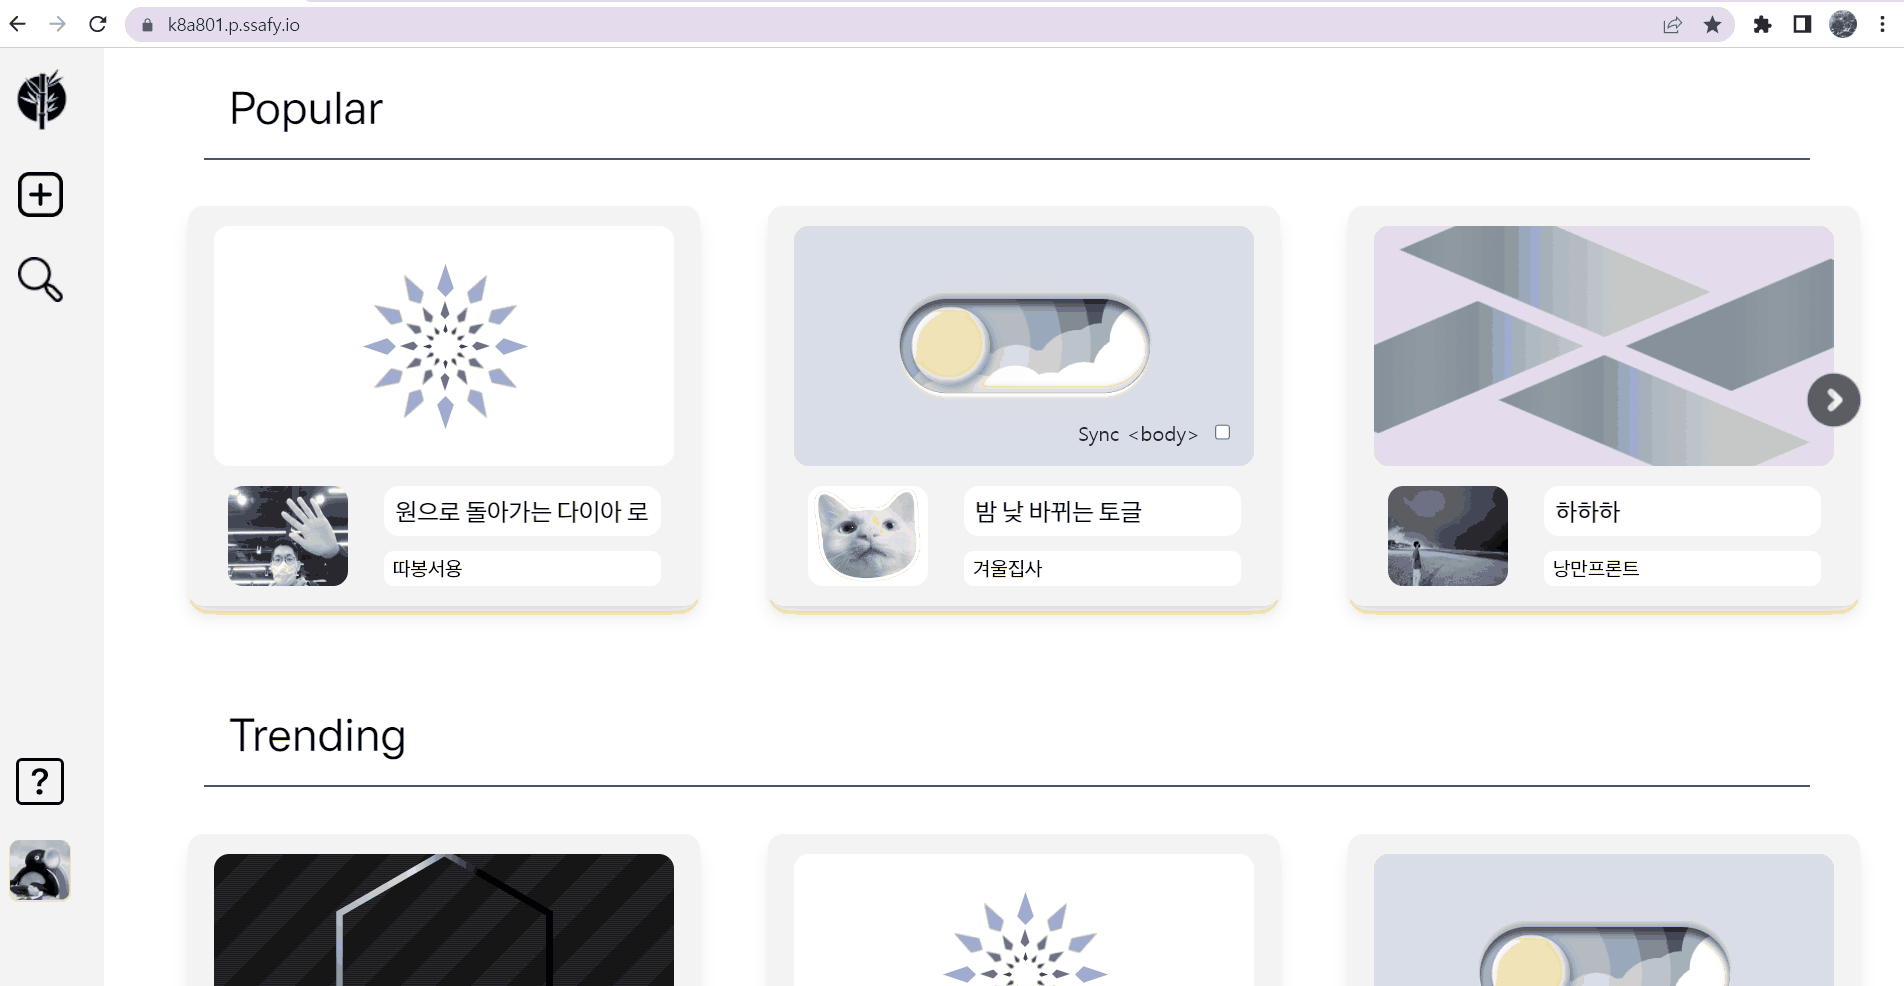 k8a801.p.ssafy.io
Popular
Sync <body>
원으로 돌아가는 다이아 로
밤 낮 바뀌는 토글
하하하
따봉서용
겨울집사
낭만프론트
?
Trending